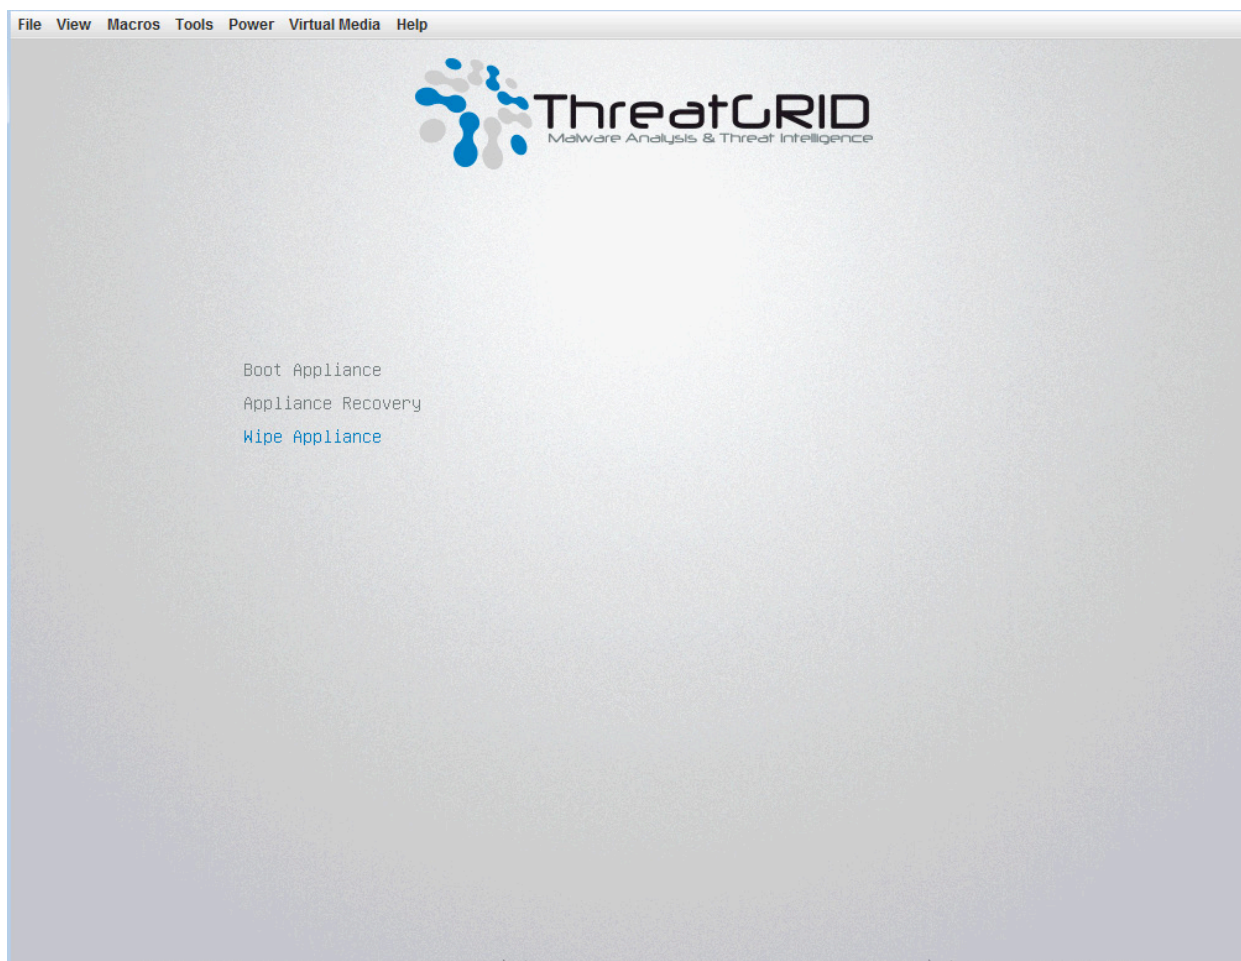 File View Macros Tools Power Virtual Media Help
ThreatGRID
Malware Analysis & Threat Intelligence
Boot Appliance
Appliance Recovery
Wipe Appliance